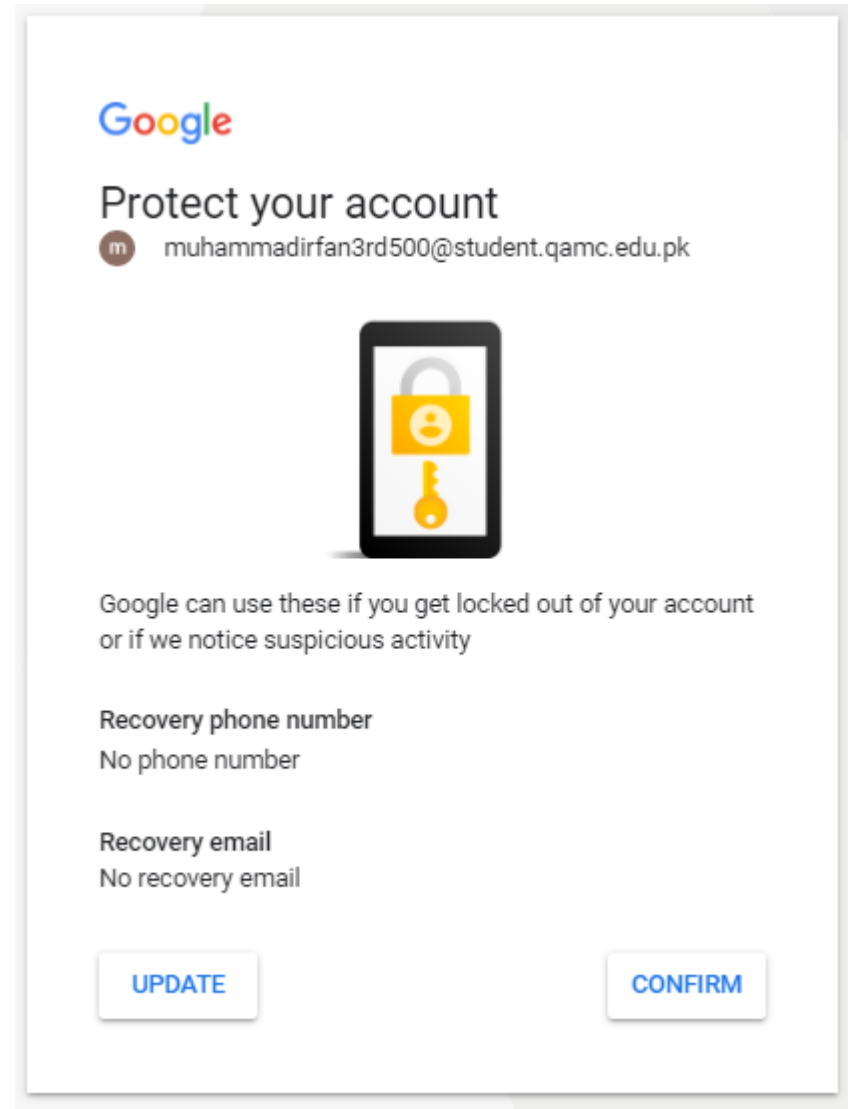 Google
Protect your account
m muhammadirfan3rd500@student.qamc.edu.pk
Google can use these if you get locked out of your account
or if we notice suspicious activity
Recovery phone number
No phone number
Recovery email
No recovery email
UPDATE CONFIRM